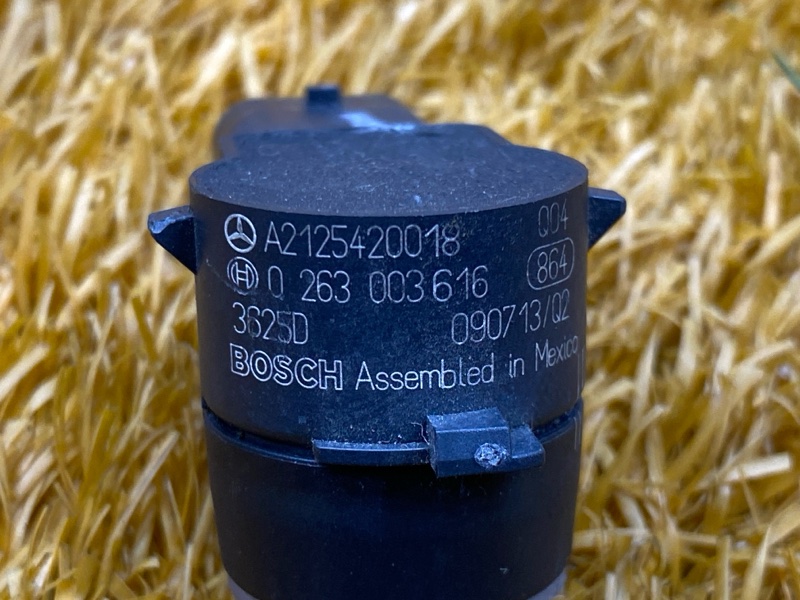 A2125420018 Q04
0 263 003 616 864
3625D 090713/Q2
BOSCH Assembled in Mexico